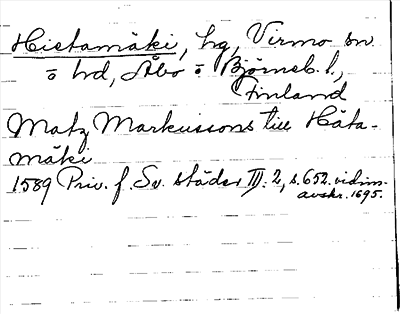 Hietamäki, hg, Virmo sn
o hd, Åbo o Björneb. l.,
Finland
Matz Markussons till Häta-
mäki
1589 Priv. f. Sv. städer III: 2, s. 652. vidim.
avskr. 1695.